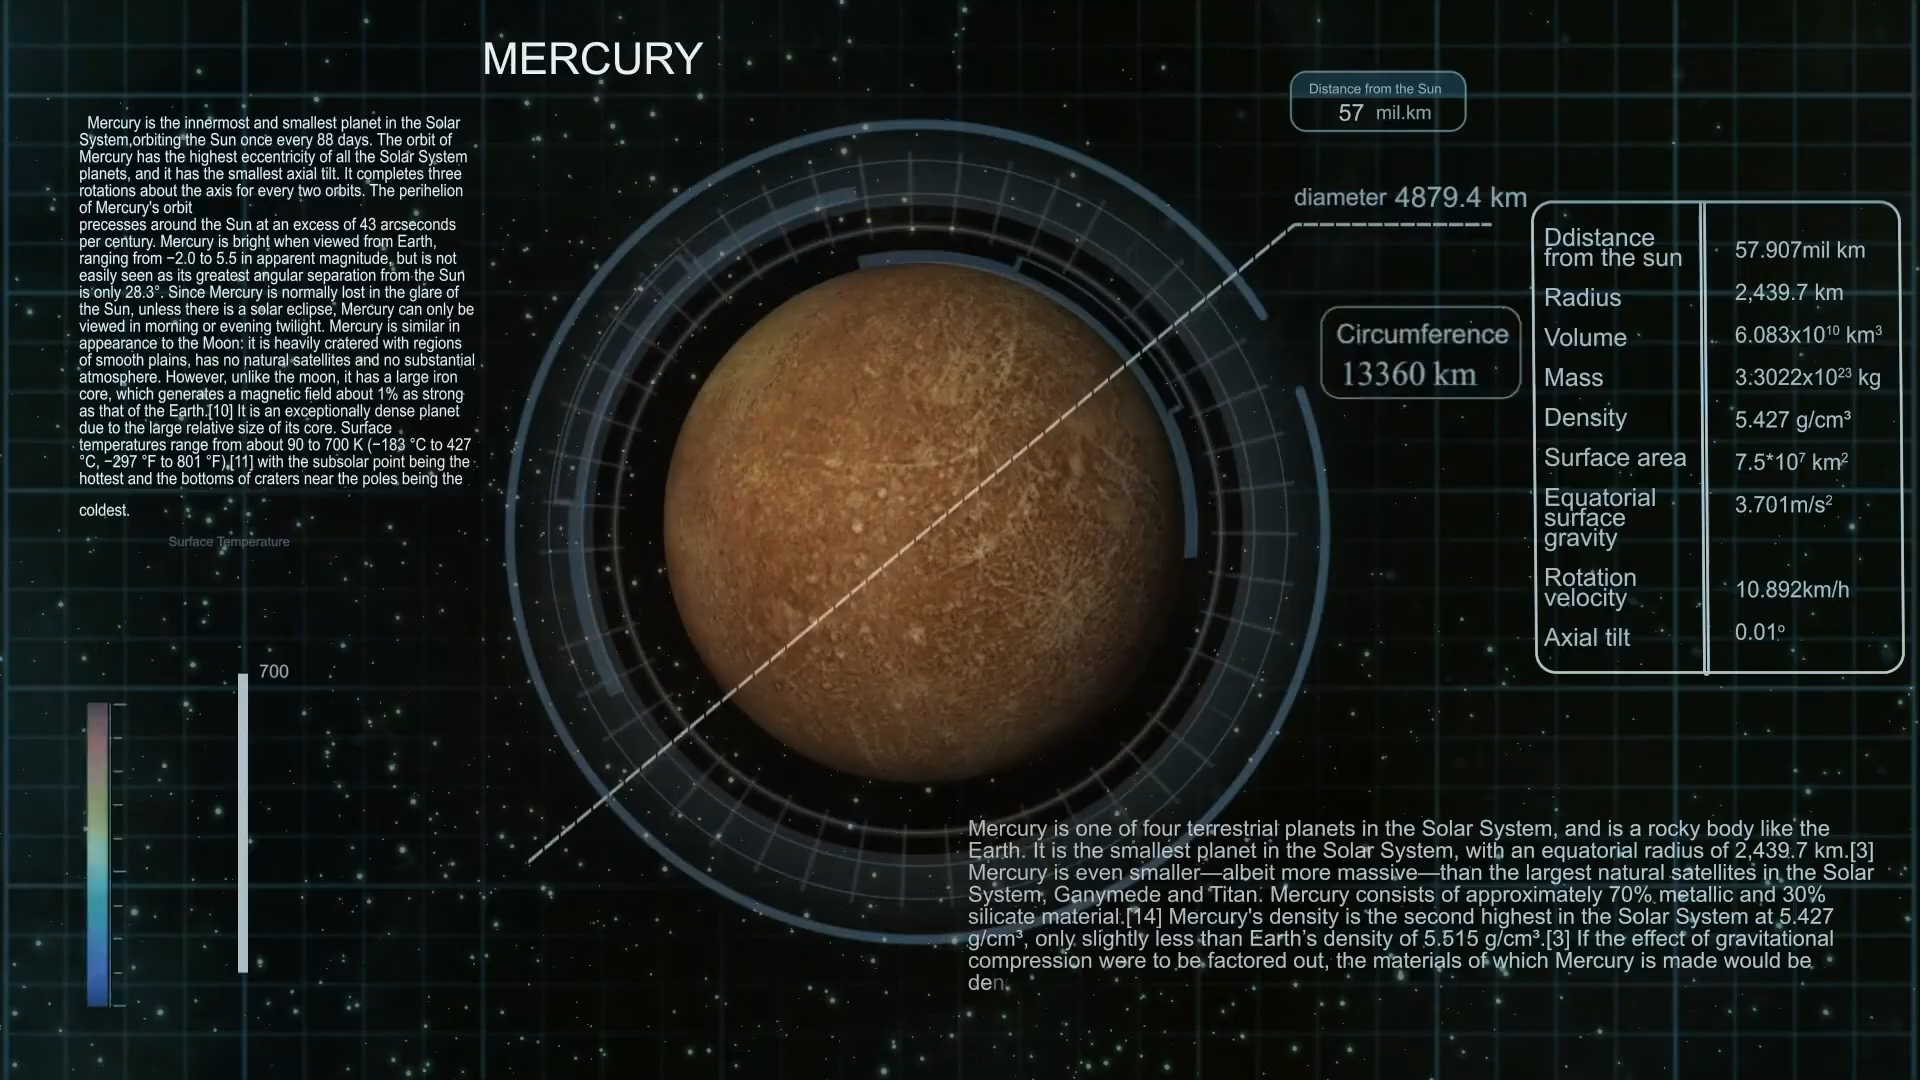 MERCURY
Mercury is the innermost and smallest planet in the Solar
System,orbiting the Sun once every 88 days. The orbit of
Mercury has the highest eccentricity of all the Solar System
planets, and it has the smallest axial tilt. It completes three
rotations about the axis for every two orbits. The perihelion
of Mercury's orbit
precesses around the Sun at an excess of 43 arcseconds
per century. Mercury is bright when viewed from Earth,
ranging from −2.0 to 5.5 in apparent magnitude, but is not
easily seen as its greatest angular separation from the Sun
is only 28.3°. Since Mercury is normally lost in the glare of
the Sun, unless there is a solar eclipse, Mercury can only be
viewed in morning or evening twilight. Mercury is similar in
appearance to the Moon: it is heavily cratered with regions
of smooth plains, has no natural satellites and no substantial
atmosphere. However, unlike the moon, it has a large iron
core, which generates a magnetic field about 1% as strong
as that of the Earth.[10] It is an exceptionally dense planet
due to the large relative size of its core. Surface
temperatures range from about 90 to 700 K (−183 °C to 427
°C, −297 °F to 801 °F),[11] with the subsolar point being the
hottest and the bottoms of craters near the poles being the
coldest.
Surface Temperature
700
Distance from the Sun
57 mil.km
diameter 4879.4 km
Circumference
13360 km
Ddistance
from the sun
57.907mil km
Radius
2,439.7 km
Volume
6.083x10¹⁰ km³
Mass
3.3022x10²³ kg
Density
5.427 g/cm³
Surface area
7.5*10⁷ km²
Equatorial
surface
gravity
3.701m/s²
Rotation
velocity
10.892km/h
Axial tilt
0.01º
Mercury is one of four terrestrial planets in the Solar System, and is a rocky body like the
Earth. It is the smallest planet in the Solar System, with an equatorial radius of 2,439.7 km.[3]
Mercury is even smaller—albeit more massive—than the largest natural satellites in the Solar
System, Ganymede and Titan. Mercury consists of approximately 70% metallic and 30%
silicate material.[14] Mercury's density is the second highest in the Solar System at 5.427
g/cm³, only slightly less than Earth's density of 5.515 g/cm³.[3] If the effect of gravitational
compression were to be factored out, the materials of which Mercury is made would be
den